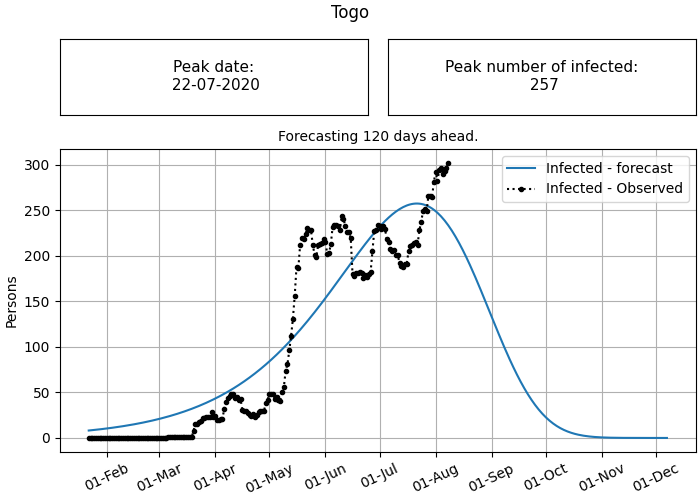 Togo
Peak date:
22-07-2020
Peak number of infected:
257
Forecasting 120 days ahead.
Infected - forecast
Infected - Observed
Persons
300
250
200
150
100
50
0
01-Feb
01-Mar
01-Apr
01-May
01-Jun
01-Jul
01-Aug
01-Sep
01-Oct
01-Nov
01-Dec